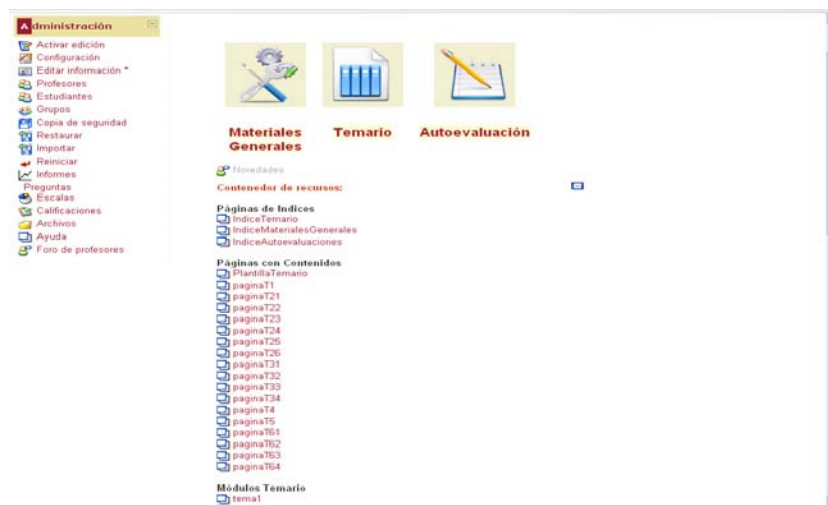 Administración
Activar edición
Configuración
Editar información *
Profesores
Estudiantes
Grupos
Copia de seguridad
Restaurar
Importar
Reiniciar
Informes
Preguntas
Escalas
Calificaciones
Archivos
Ayuda
Foro de profesores
Materiales Generales
Temario
Autoevaluación
Novedades
Contenedor de recursos:
Páginas de Indices
IndiceTemario
IndiceMaterialesGenerales
IndiceAutoevaluaciones
Páginas con Contenidos
PlantillaTemario
paginaT1
paginaT21
paginaT22
paginaT23
paginaT24
paginaT25
paginaT26
paginaT31
paginaT32
paginaT33
paginaT34
paginaT4
paginaT5
paginaT61
paginaT62
paginaT63
paginaT64
Módulos Temario
tema1